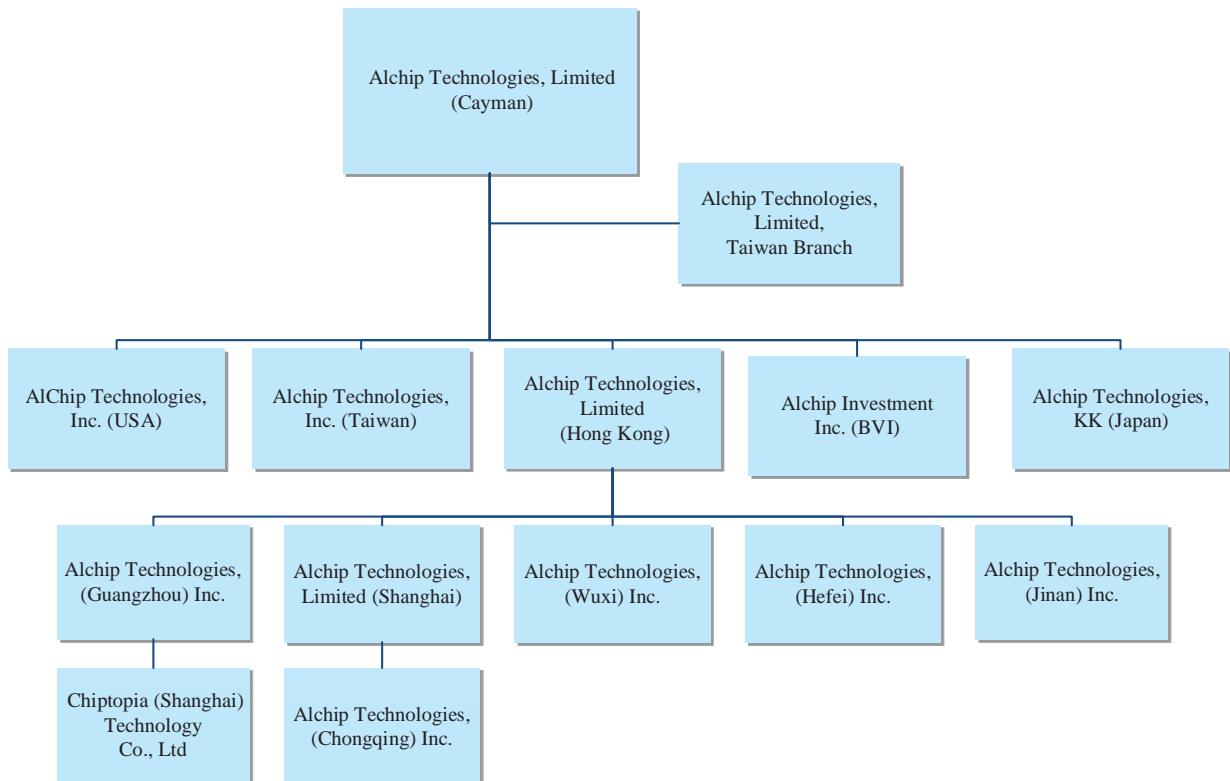 Alchip Technologies, Limited
(Cayman)
Alchip Technologies,
Limited,
Taiwan Branch
AlChip Technologies,
Inc. (USA)
Alchip Technologies,
Inc. (Taiwan)
Alchip Technologies,
Limited
(Hong Kong)
Alchip Investment
Inc. (BVI)
Alchip Technologies,
KK (Japan)
Alchip Technologies,
(Guangzhou) Inc.
Alchip Technologies,
Limited (Shanghai)
Alchip Technologies,
(Wuxi) Inc.
Alchip Technologies,
(Hefei) Inc.
Alchip Technologies,
(Jinan) Inc.
Chiptopia (Shanghai)
Technology
Co., Ltd
Alchip Technologies,
(Chongqing) Inc.